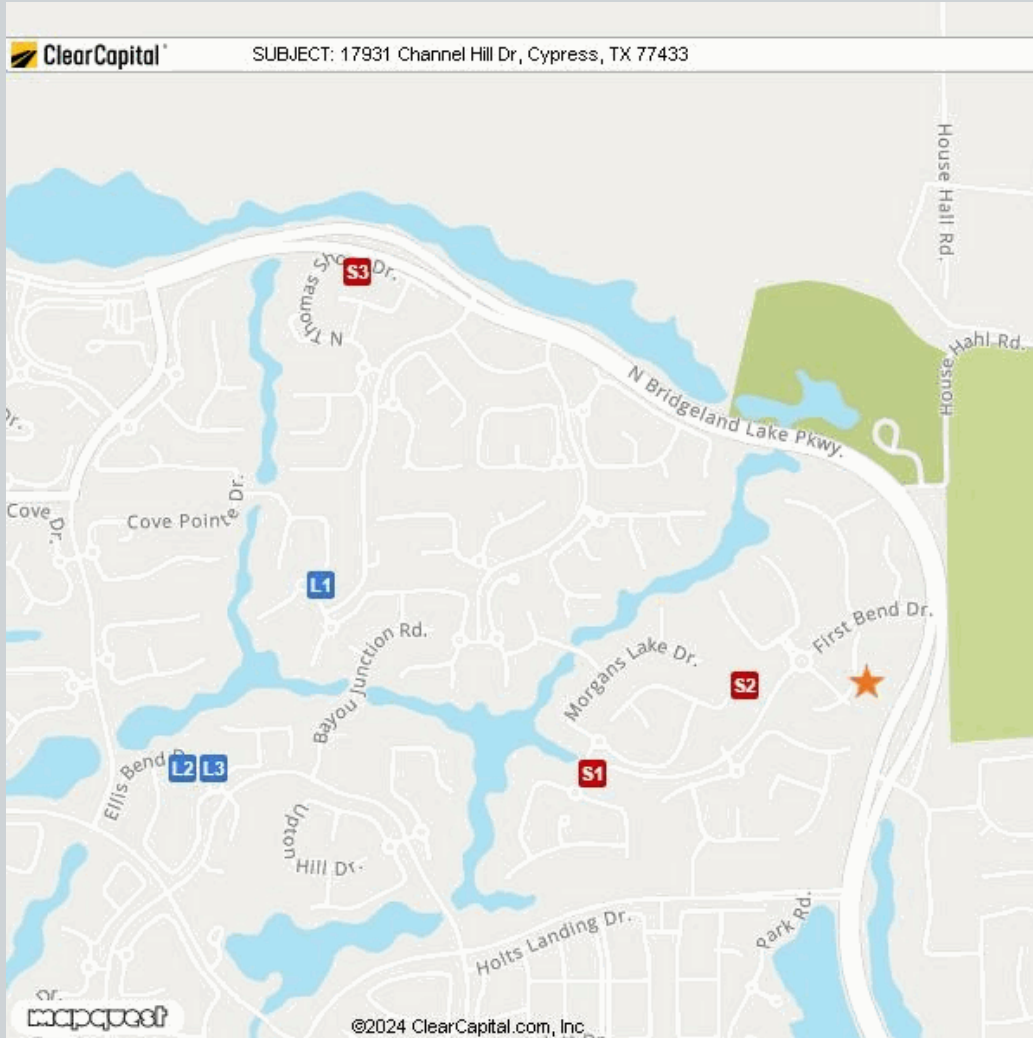 ClearCapital
SUBJECT: 17931 Channel Hill Dr, Cypress, TX 77433
House Hall Rd.
S3
N Thomas Shore Dr.
House Hahl Rd.
N Bridgeland Lake Pkwy.
Dr.
Cove Dr.
Cove Pointe Dr.
L1
Bayou Junction Rd.
First Bend Dr.
Morgans Lake Dr.
S2
Ellis Bend D
L2
L3
S1
Upton
Hill Dr.
Park Rd.
Holts Landing Dr.
Dr.
mapquest
©2024 ClearCapital.com, Inc